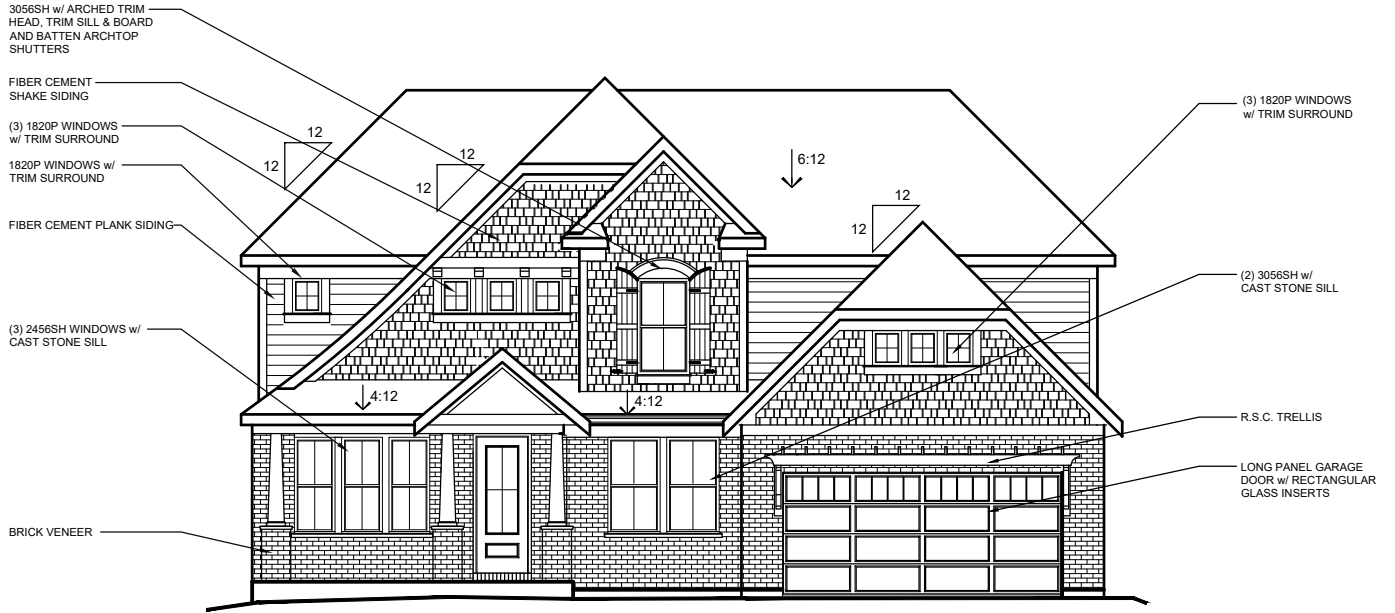 3056SH w/ ARCHED TRIM
HEAD, TRIM SILL & BOARD
AND BATTEN ARCHTOP
SHUTTERS
FIBER CEMENT
SHAKE SIDING
(3) 1820P WINDOWS
w/ TRIM SURROUND
1820P WINDOWS w/
TRIM SURROUND
FIBER CEMENT PLANK SIDING
(3) 2456SH WINDOWS w/
CAST STONE SILL
BRICK VENEER
12
12
12
12
6:12
12
12
4:12
4:12
(3) 1820P WINDOWS
w/ TRIM SURROUND
(2) 3056SH w/
CAST STONE SILL
R.S.C. TRELLIS
LONG PANEL GARAGE
DOOR w/ RECTANGULAR
GLASS INSERTS